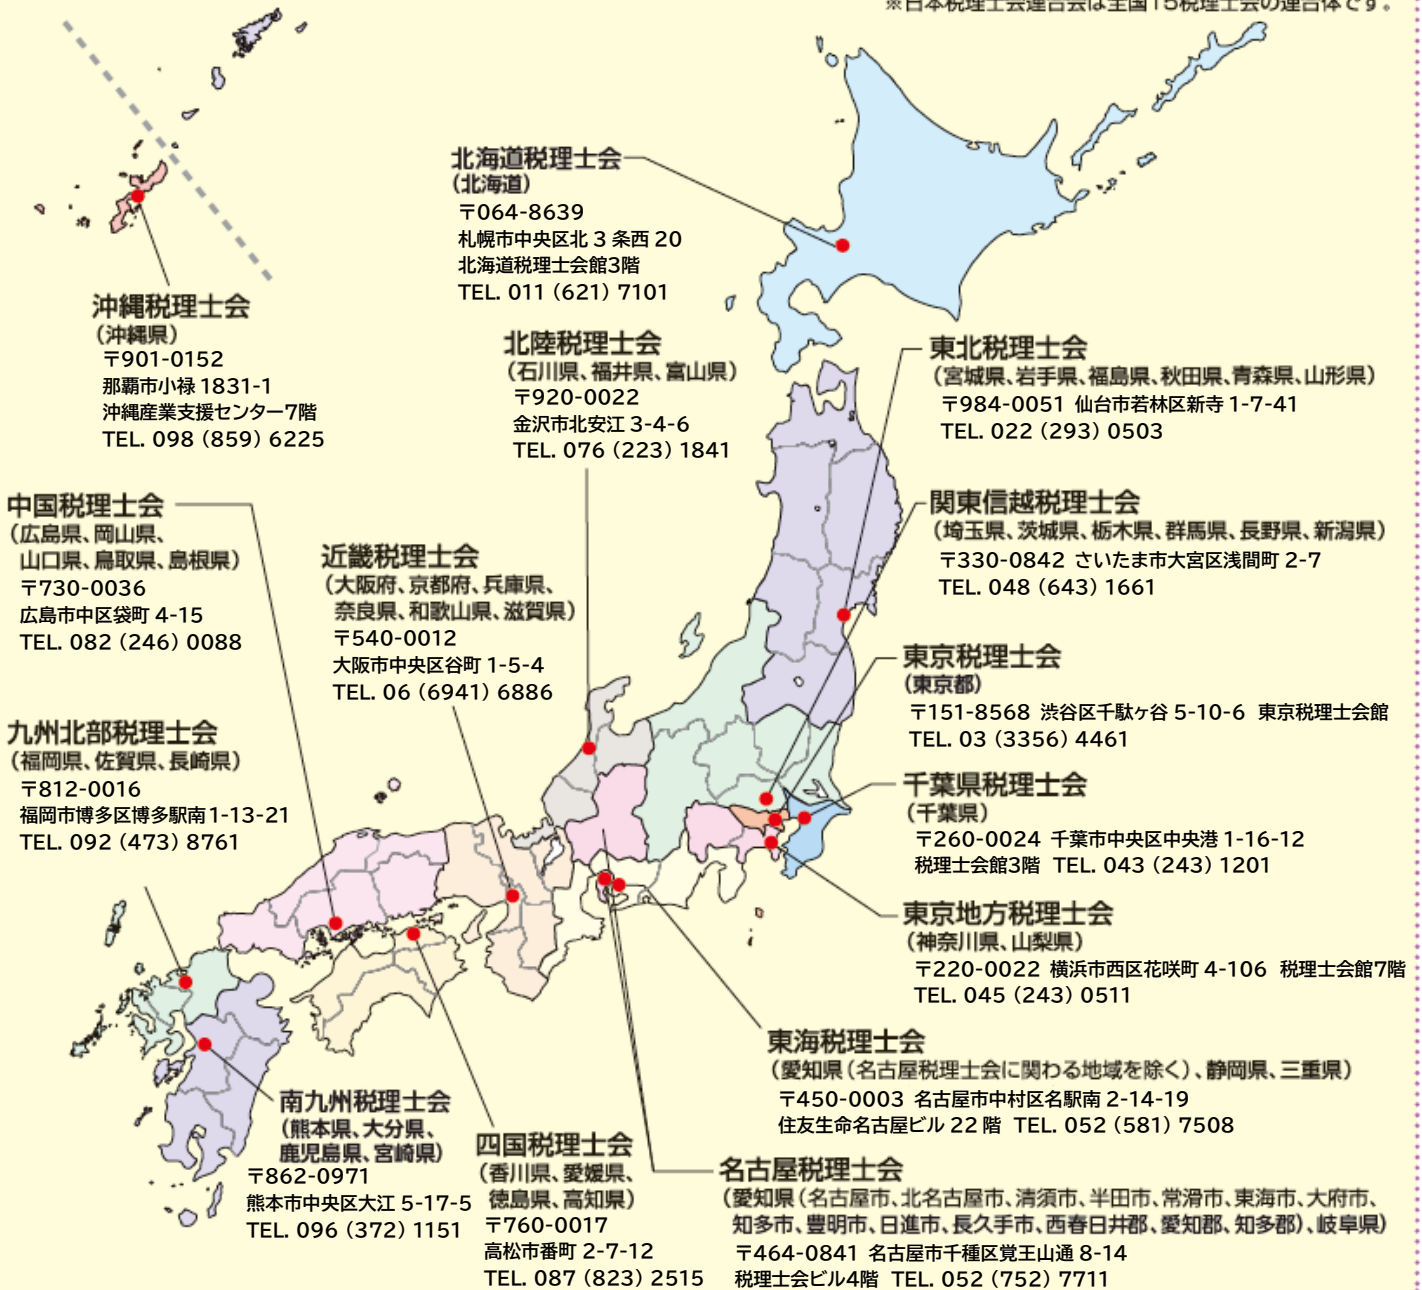 ※日本税理士会連合会は全国15税理士会の連合体です。
北海道税理士会
(北海道)
〒064-8639
札幌市中央区北3条西20
北海道税理士会館3階
TEL. 011 (621) 7101
沖縄税理士会
(沖縄県)
〒901-0152
那覇市小禄 1831-1
沖縄産業支援センター7階
TEL. 098 (859) 6225
北陸税理士会
(石川県、福井県、富山県)
〒920-0022
金沢市北安江 3-4-6
TEL. 076 (223) 1841
東北税理士会
(宮城県、岩手県、福島県、秋田県、青森県、山形県)
〒984-0051 仙台市若林区新寺 1-7-41
TEL. 022 (293) 0503
中国税理士会
(広島県、岡山県、
山口県、鳥取県、島根県)
〒730-0036
広島市中区袋町 4-15
TEL. 082 (246) 0088
近畿税理士会
(大阪府、京都府、兵庫県、
奈良県、和歌山県、滋賀県)
〒540-0012
大阪市中央区谷町 1-5-4
TEL. 06 (6941) 6886
関東信越税理士会
(埼玉県、茨城県、栃木県、群馬県、長野県、新潟県)
〒330-0842 さいたま市大宮区浅間町 2-7
TEL. 048 (643) 1661
東京税理士会
(東京都)
〒151-8568 渋谷区千駄ヶ谷 5-10-6 東京税理士会館
TEL. 03 (3356) 4461
九州北部税理士会
(福岡県、佐賀県、長崎県)
〒812-0016
福岡市博多区博多駅南1-13-21
TEL. 092 (473) 8761
千葉県税理士会
(千葉県)
〒260-0024 千葉市中央区中央港 1-16-12
税理士会館3階 TEL. 043 (243) 1201
東京地方税理士会
(神奈川県、山梨県)
〒220-0022 横浜市西区花咲町 4-106 税理士会館7階
TEL. 045 (243) 0511
東海税理士会
(愛知県(名古屋税理士会に関わる地域を除く)、静岡県、三重県)
〒450-0003 名古屋市中村区名駅南 2-14-19
住友生命名古屋ビル 22 階 TEL. 052 (581) 7508
南九州税理士会
(熊本県、大分県、
鹿児島県、宮崎県)
〒862-0971
熊本市中央区大江 5-17-5
TEL. 096 (372) 1151
四国税理士会
(香川県、愛媛県、
徳島県、高知県)
〒760-0017
高松市番町 2-7-12
TEL. 087 (823) 2515
名古屋税理士会
(愛知県(名古屋市、北名古屋市、清須市、半田市、常滑市、東海市、大府市、
知多市、豊明市、日進市、長久手市、西春日井郡、愛知郡、知多郡)、岐阜県)
〒464-0841 名古屋市千種区覚王山通 8-14
税理士会ビル4階 TEL. 052 (752) 7711